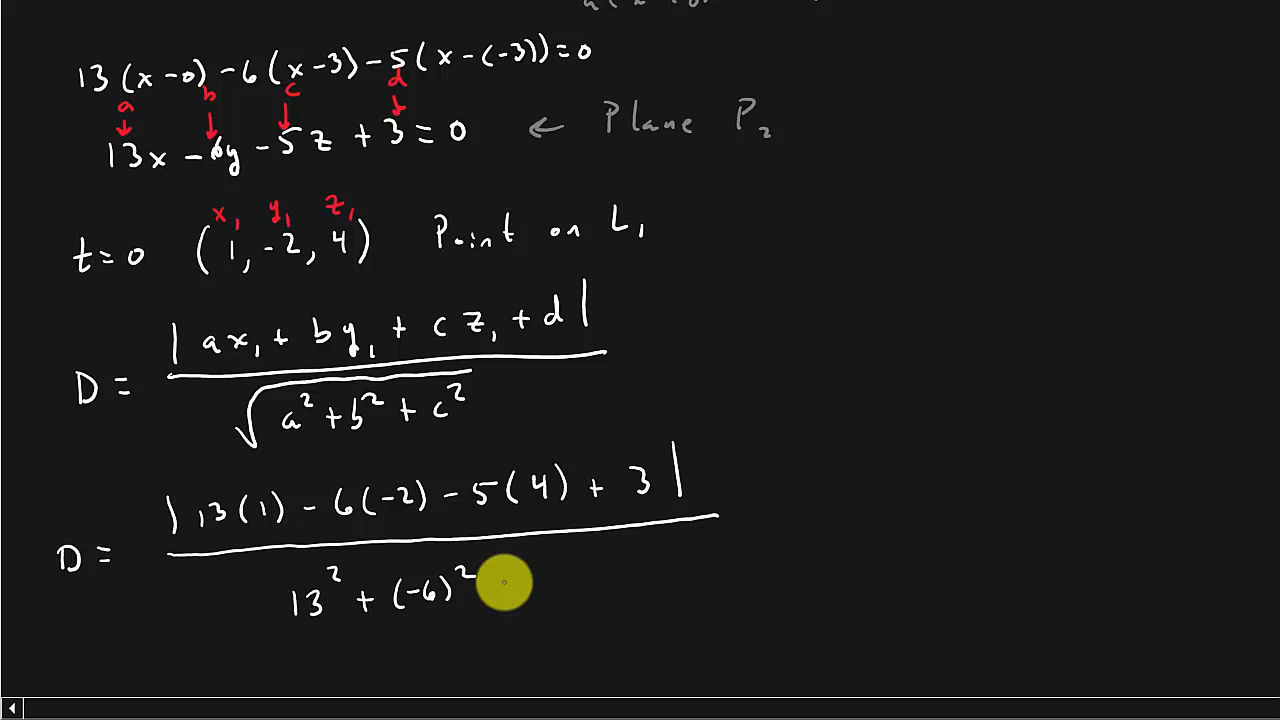 13(x-0) -6(x-3) -5(x-(-3))=0
a b c d
13x - 6y - 5z + 3 = 0 ← Plane P₂
x₁ y₁ z₁
t=0 (1, -2, 4) Point on L₁
|ax₁ + by₁ + cz₁ + d|
D =
√a²+b²+c²
|13(1) - 6(-2) - 5(4) + 3|
D =
13² + (-6)²